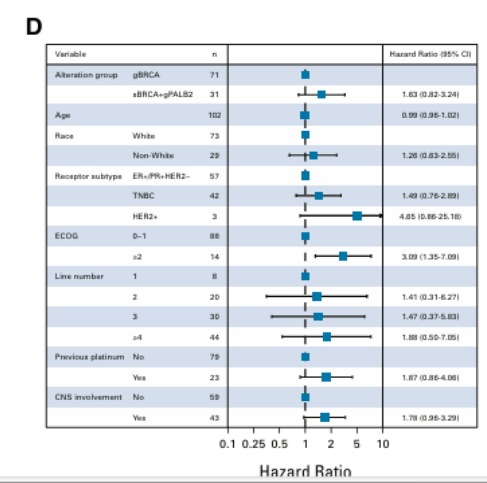 D
Variable n Hazard Ratio (95% CI)
Alteration group gBRCA 71
sBRCA+gPALB2 31 1.63 (0.82-3.24)
Age 102 0.99 (0.96-1.02)
Race White 73
Non-White 29 1.26 (0.63-2.55)
Receptor subtype ER+/PR+HER2− 57
TNBC 42 1.49 (0.76-2.89)
HER2+ 3 4.65 (0.86-25.18)
ECOG 0-1 88
≥2 14 3.09 (1.35-7.09)
Line number 1 8
2 20 1.41 (0.31-6.27)
3 30 1.47 (0.37-5.83)
≥4 44 1.88 (0.50-7.05)
Previous platinum No 79
Yes 23 1.87 (0.86-4.06)
CNS involvement No 59
Yes 43 1.78 (0.96-3.29)
0.1 0.25 0.5 1 2 5 10
Hazard Ratio